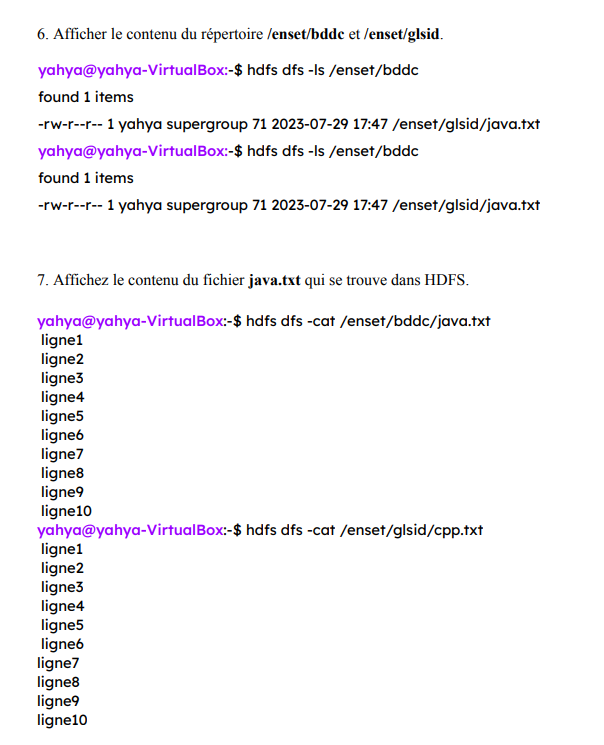 6. Afficher le contenu du répertoire /enset/bddc et /enset/glsid.
yahya@yahya-VirtualBox:-$ hdfs dfs -ls /enset/bddc
found 1 items
-rw-r--r-- 1 yahya supergroup 71 2023-07-29 17:47 /enset/glsid/java.txt
yahya@yahya-VirtualBox:-$ hdfs dfs -ls /enset/bddc
found 1 items
-rw-r--r-- 1 yahya supergroup 71 2023-07-29 17:47 /enset/glsid/java.txt
7. Affichez le contenu du fichier java.txt qui se trouve dans HDFS.
yahya@yahya-VirtualBox:-$ hdfs dfs -cat /enset/bddc/java.txt
ligne1
ligne2
ligne3
ligne4
ligne5
ligne6
ligne7
ligne8
ligne9
ligne10
yahya@yahya-VirtualBox:-$ hdfs dfs -cat /enset/glsid/cpp.txt
ligne1
ligne2
ligne3
ligne4
ligne5
ligne6
ligne7
ligne8
ligne9
ligne10